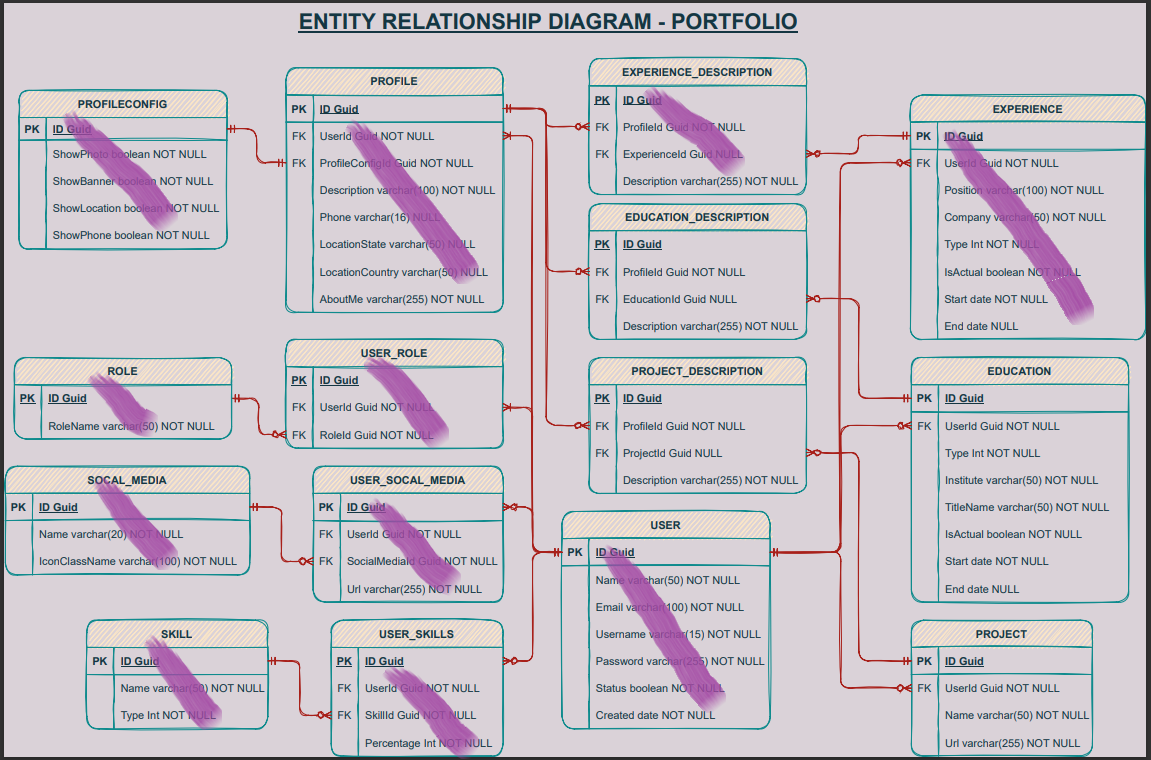 ENTITY RELATIONSHIP DIAGRAM - PORTFOLIO
PROFILECONFIG
PK ID Guid
ShowPhoto boolean NOT NULL
ShowBanner boolean NOT NULL
ShowLocation boolean NOT NULL
ShowPhone boolean NOT NULL
PROFILE
PK ID Guid
FK UserId Guid NOT NULL
FK ProfileConfigId Guid NOT NULL
Description varchar(100) NOT NULL
Phone varchar(16) NULL
LocationState varchar(50) NULL
LocationCountry varchar(50) NULL
AboutMe varchar(255) NOT NULL
EXPERIENCE_DESCRIPTION
PK ID Guid
FK ProfileId Guid NOT NULL
FK ExperienceId Guid NULL
Description varchar(255) NOT NULL
EXPERIENCE
PK ID Guid
FK UserId Guid NOT NULL
Position varchar(100) NOT NULL
Company varchar(50) NOT NULL
Type Int NOT NULL
IsActual boolean NOT NULL
Start date NOT NULL
End date NULL
EDUCATION_DESCRIPTION
PK ID Guid
FK ProfileId Guid NOT NULL
FK EducationId Guid NULL
Description varchar(255) NOT NULL
ROLE
PK ID Guid
RoleName varchar(50) NOT NULL
USER_ROLE
PK ID Guid
FK UserId Guid NOT NULL
FK RoleId Guid NOT NULL
PROJECT_DESCRIPTION
PK ID Guid
FK ProfileId Guid NOT NULL
FK ProjectId Guid NULL
Description varchar(255) NOT NULL
EDUCATION
PK ID Guid
FK UserId Guid NOT NULL
Type Int NOT NULL
Institute varchar(50) NOT NULL
TitleName varchar(50) NOT NULL
IsActual boolean NOT NULL
Start date NOT NULL
End date NULL
SOCAL_MEDIA
PK ID Guid
Name varchar(20) NOT NULL
IconClassName varchar(100) NOT NULL
USER_SOCAL_MEDIA
PK ID Guid
FK UserId Guid NOT NULL
FK SocialMediaId Guid NOT NULL
Url varchar(255) NOT NULL
USER
PK ID Guid
Name varchar(50) NOT NULL
Email varchar(100) NOT NULL
Username varchar(15) NOT NULL
Password varchar(255) NOT NULL
Status boolean NOT NULL
Created date NOT NULL
SKILL
PK ID Guid
Name varchar(50) NOT NULL
Type Int NOT NULL
USER_SKILLS
PK ID Guid
FK UserId Guid NOT NULL
FK SkillId Guid NOT NULL
Percentage Int NOT NULL
PROJECT
PK ID Guid
FK UserId Guid NOT NULL
Name varchar(50) NOT NULL
Url varchar(255) NOT NULL